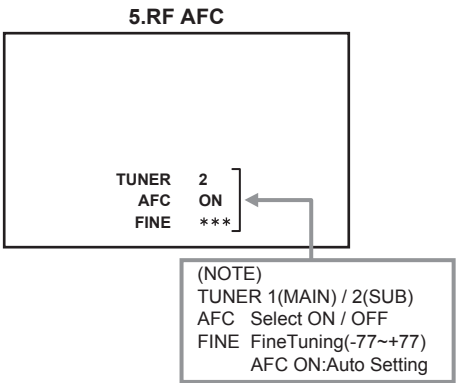 5.RF AFC
TUNER 2
AFC ON
FINE ***
(NOTE)
TUNER 1(MAIN) / 2(SUB)
AFC Select ON / OFF
FINE FineTuning(-77~+77)
AFC ON:Auto Setting